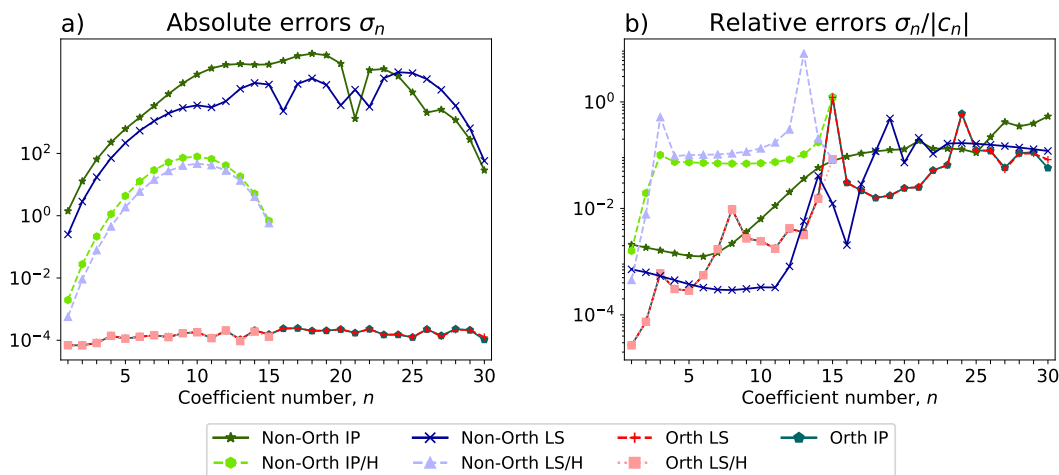 a) Absolute errors σn
b) Relative errors σn/|cn|
10^2
10^0
10^−2
10^−4
5 10 15 20 25 30
Coefficient number, n
10^0
10^−2
10^−4
5 10 15 20 25 30
Coefficient number, n
Non-Orth IP Non-Orth LS Orth LS Orth IP
Non-Orth IP/H Non-Orth LS/H Orth LS/H